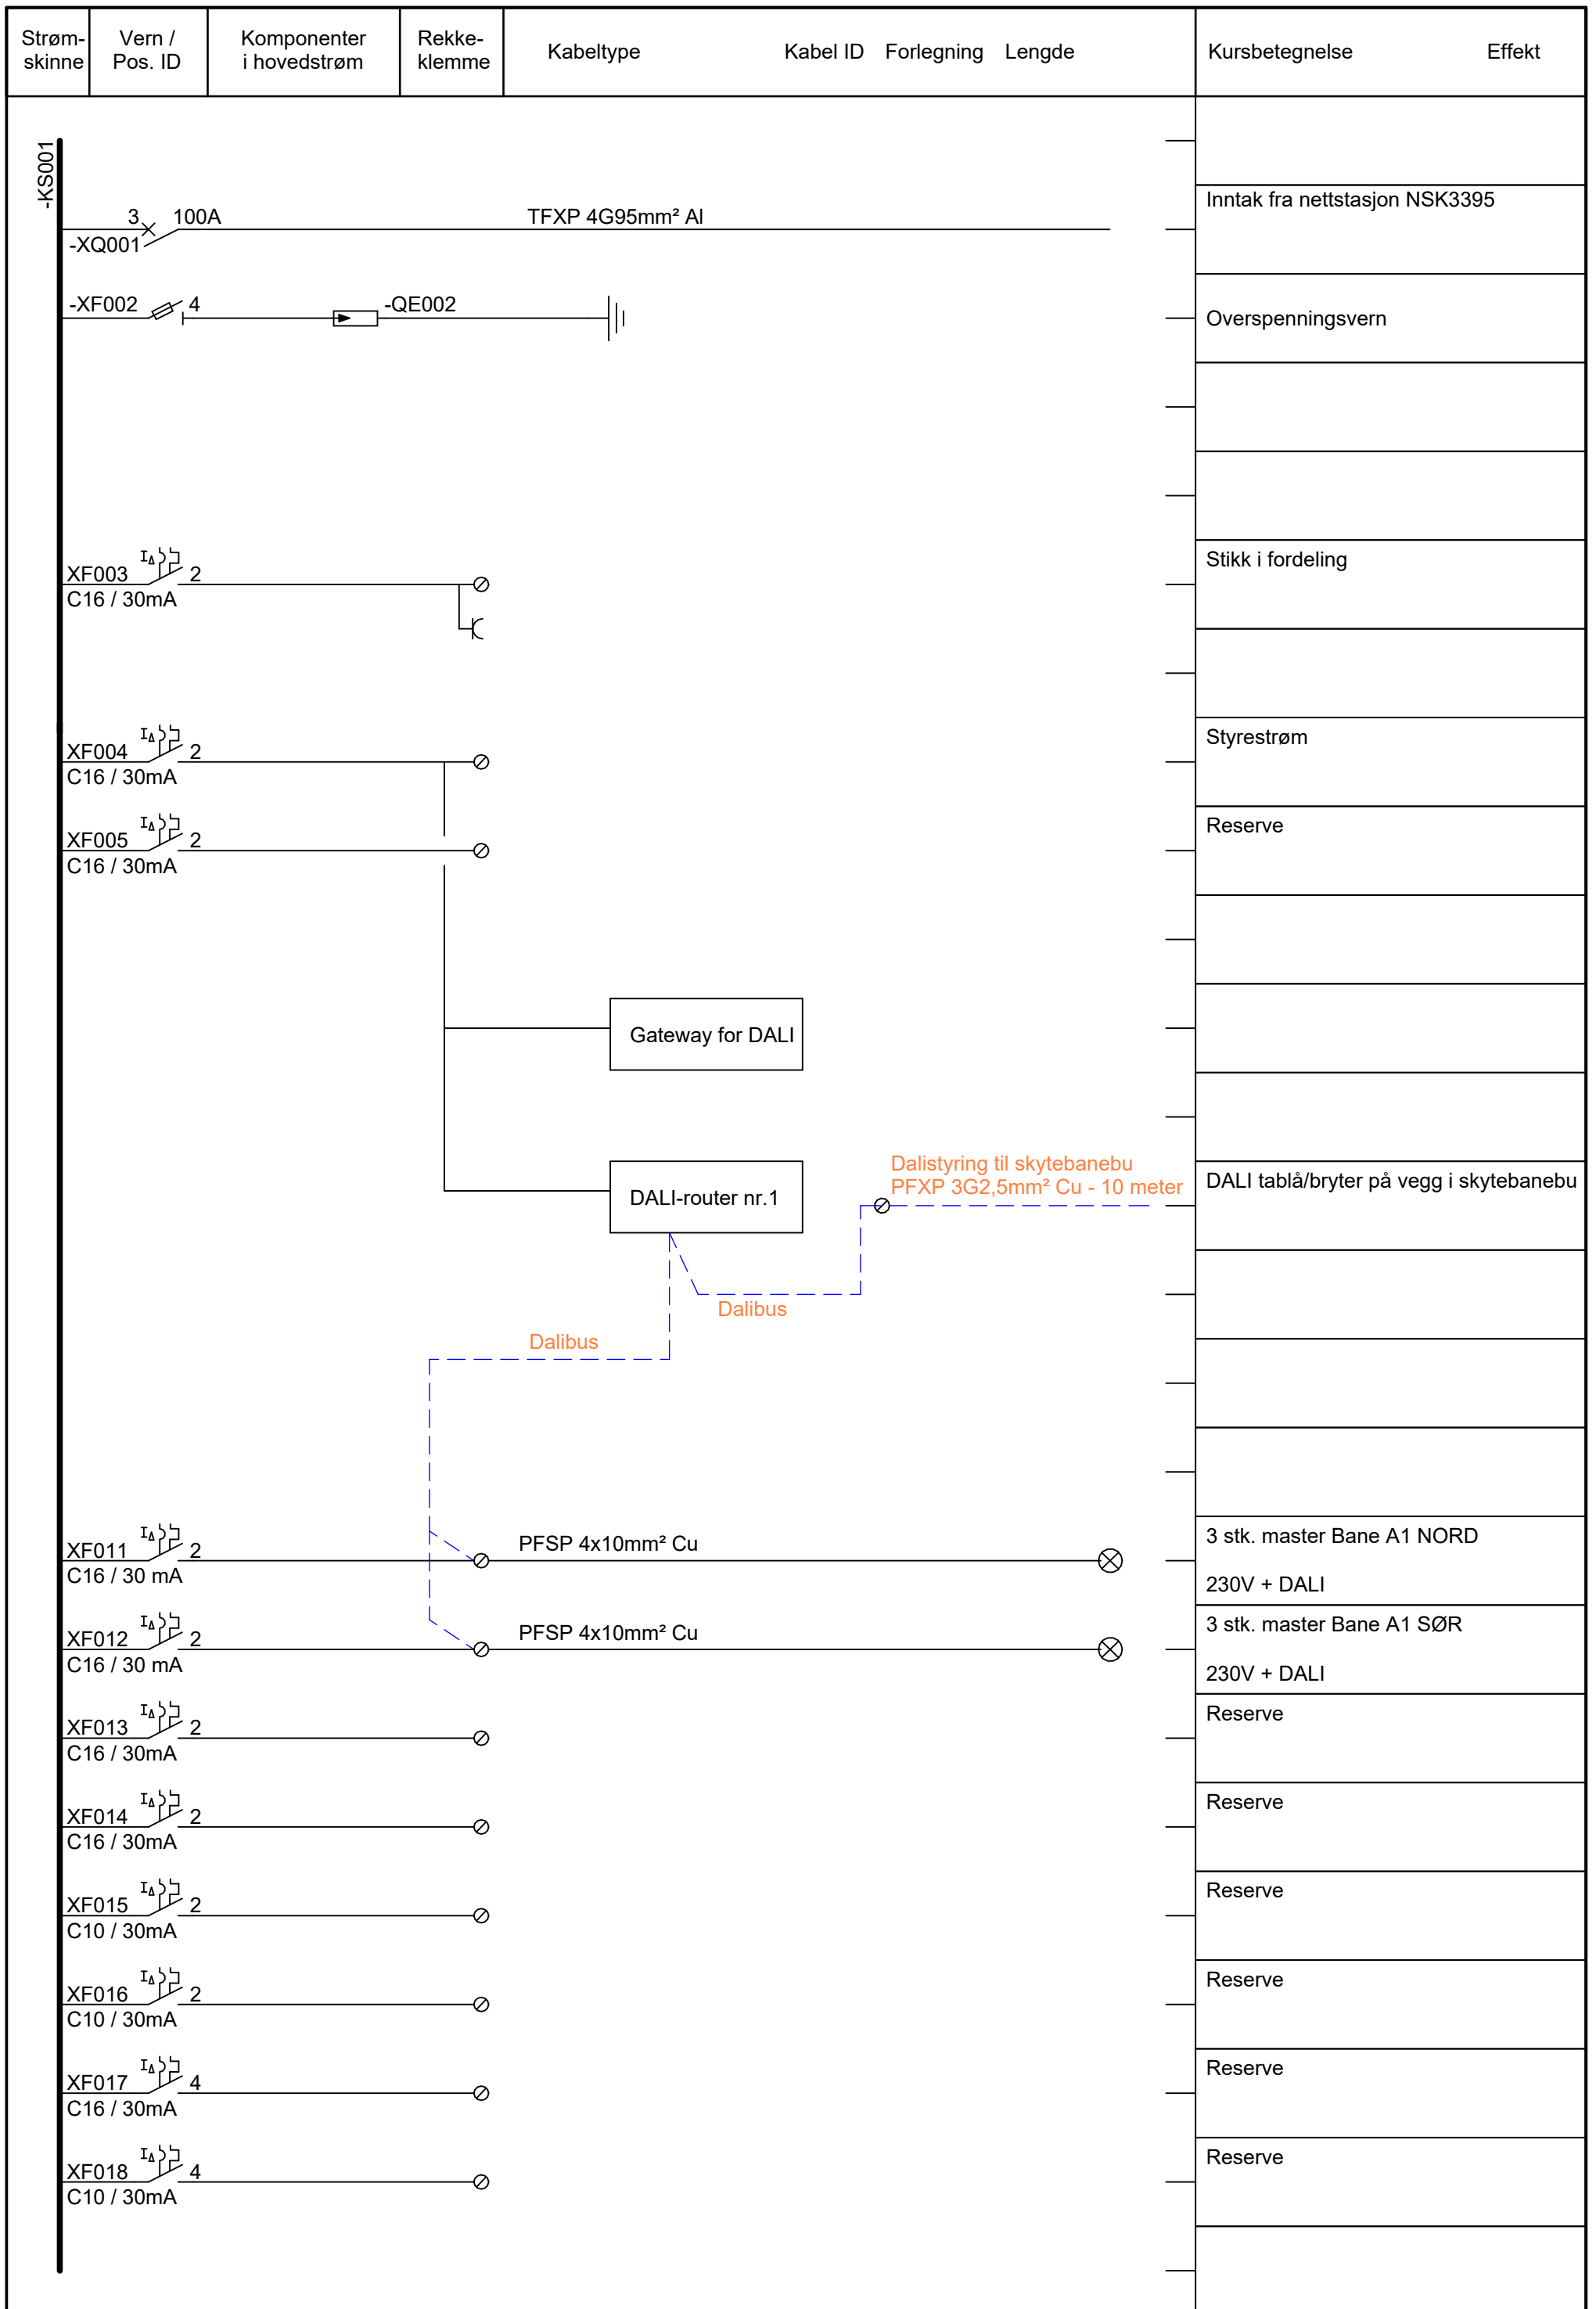 Strøm-
skinne
Vern /
Pos. ID
Komponenter
i hovedstrøm
Rekke-
klemme
Kabeltype
Kabel ID
Forlegning
Lengde
Kursbetegnelse
Effekt
-KS001
3
100A
-XQ001
TFXP 4G95mm² Al
Inntak fra nettstasjon NSK3395
-XF002
4
-QE002
Overspenningsvern
XF003
I∆
2
C16 / 30mA
Stikk i fordeling
XF004
I∆
2
C16 / 30mA
Styrestrøm
XF005
I∆
2
C16 / 30mA
Reserve
Gateway for DALI
DALI-router nr.1
Dalistyring til skytebanebu
PFXP 3G2,5mm² Cu - 10 meter
DALI tablå/bryter på vegg i skytebanebu
Dalibus
Dalibus
XF011
I∆
2
C16 / 30 mA
PFSP 4x10mm² Cu
3 stk. master Bane A1 NORD
230V + DALI
XF012
I∆
2
C16 / 30 mA
PFSP 4x10mm² Cu
3 stk. master Bane A1 SØR
230V + DALI
XF013
I∆
2
C16 / 30mA
Reserve
XF014
I∆
2
C16 / 30mA
Reserve
XF015
I∆
2
C10 / 30mA
Reserve
XF016
I∆
2
C10 / 30mA
Reserve
XF017
I∆
4
C16 / 30mA
Reserve
XF018
I∆
4
C10 / 30mA
Reserve